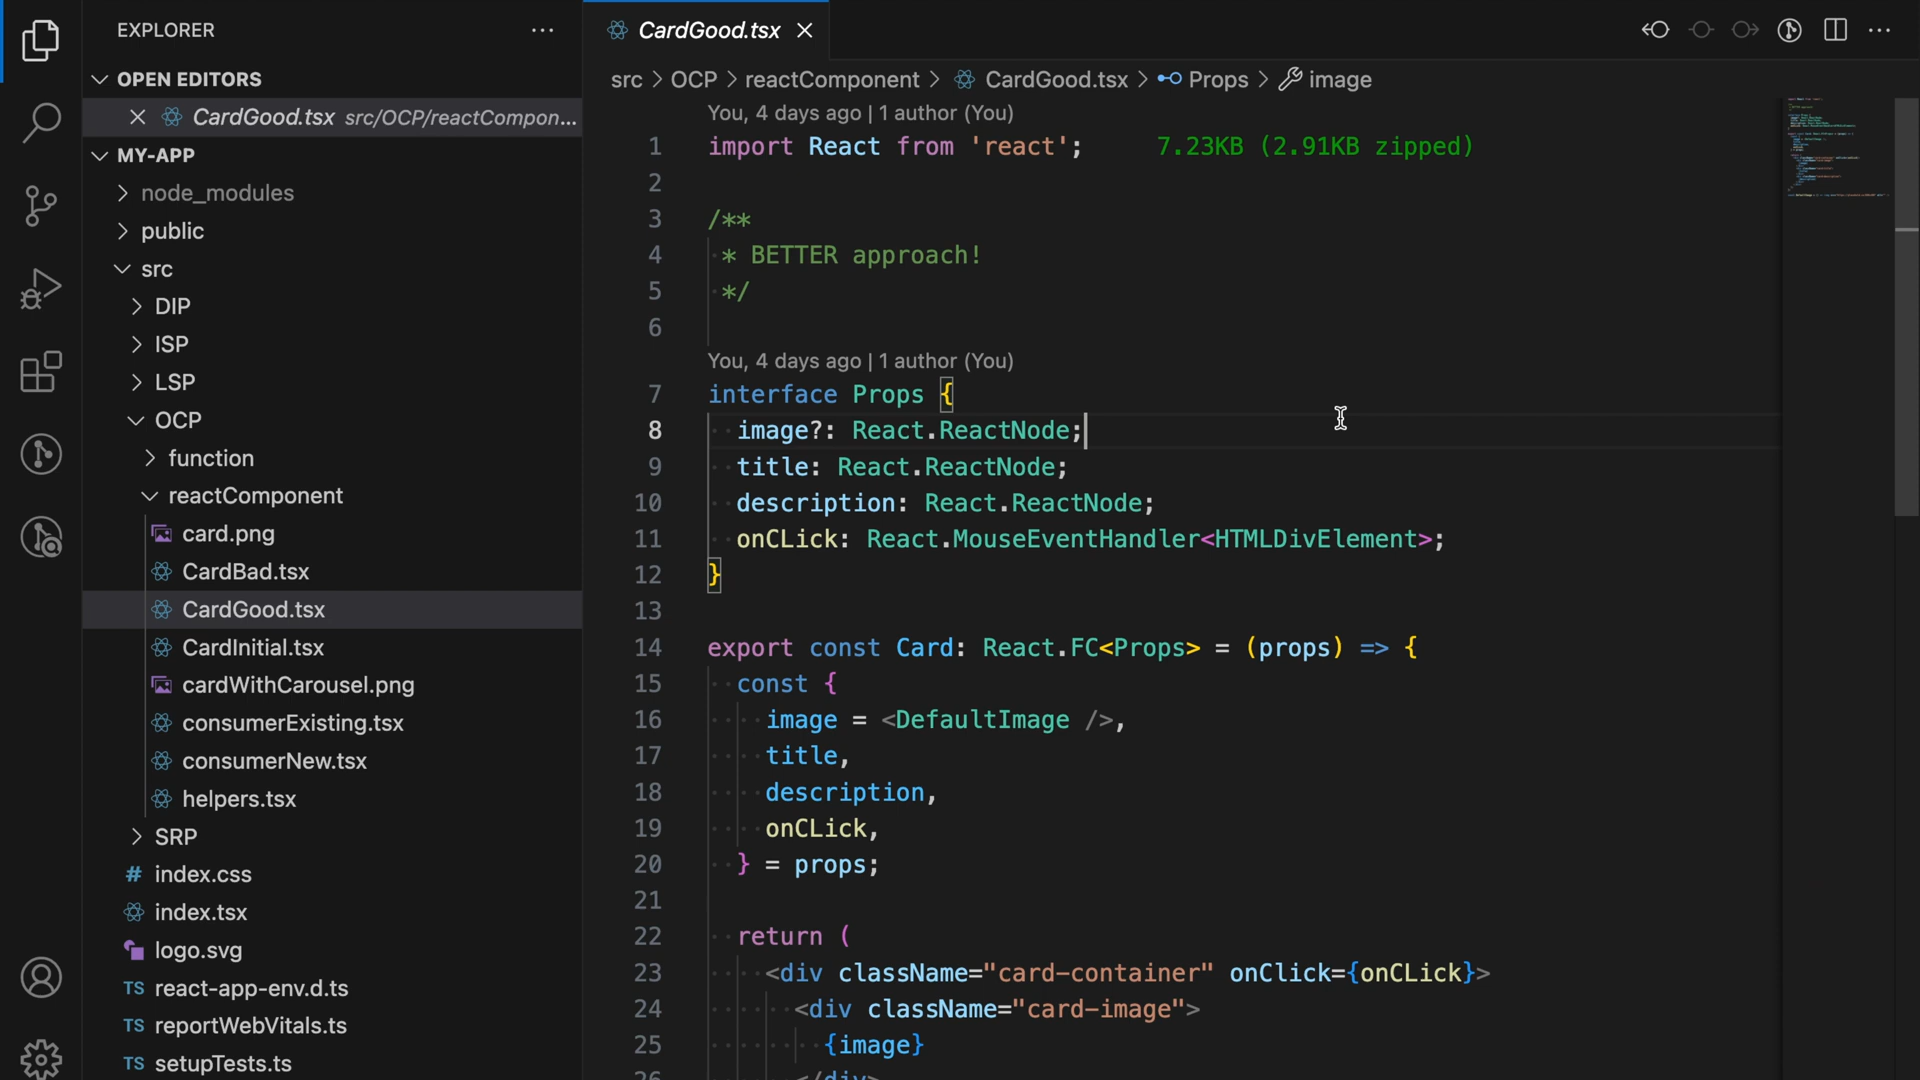 EXPLORER
OPEN EDITORS
CardGood.tsx src/OCP/reactCompon...
MY-APP
node_modules
public
src
DIP
ISP
LSP
OCP
function
reactComponent
card.png
CardBad.tsx
CardGood.tsx
CardInitial.tsx
cardWithCarousel.png
consumerExisting.tsx
consumerNew.tsx
helpers.tsx
SRP
# index.css
index.tsx
logo.svg
TS react-app-env.d.ts
TS reportWebVitals.ts
TS setupTests.ts
CardGood.tsx
src > OCP > reactComponent > CardGood.tsx > Props > image
You, 4 days ago | 1 author (You)
1 import React from 'react'; 7.23KB (2.91KB zipped)
2
3 /**
4 * BETTER approach!
5 */
6
You, 4 days ago | 1 author (You)
7 interface Props {
8 image?: React.ReactNode;
9 title: React.ReactNode;
10 description: React.ReactNode;
11 onCLick: React.MouseEventHandler<HTMLDivElement>;
12 }
13
14 export const Card: React.FC<Props> = (props) => {
15 const {
16 image = <DefaultImage />,
17 title,
18 description,
19 onCLick,
20 } = props;
21
22 return (
23 <div className="card-container" onClick={onCLick}>
24 <div className="card-image">
25 {image}
26 </div>